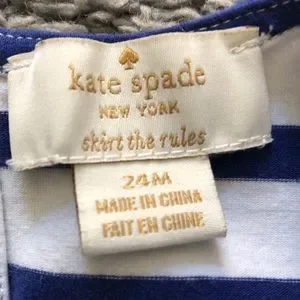 kate spade
NEW YORK
skirt the rules
24M
MADE IN CHINA
FAIT EN CHINE